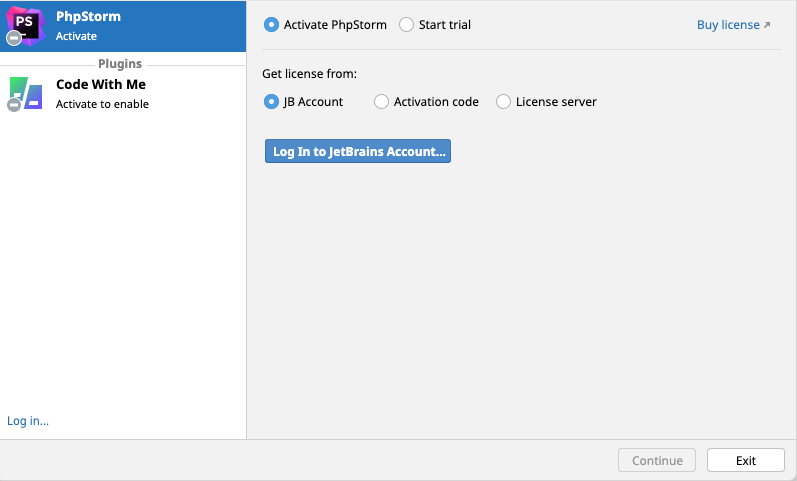 PS
PhpStorm
Activate
Plugins
Code With Me
Activate to enable
Log in...
Activate PhpStorm
Start trial
Buy license
Get license from:
JB Account
Activation code
License server
Log In to JetBrains Account...
Continue
Exit